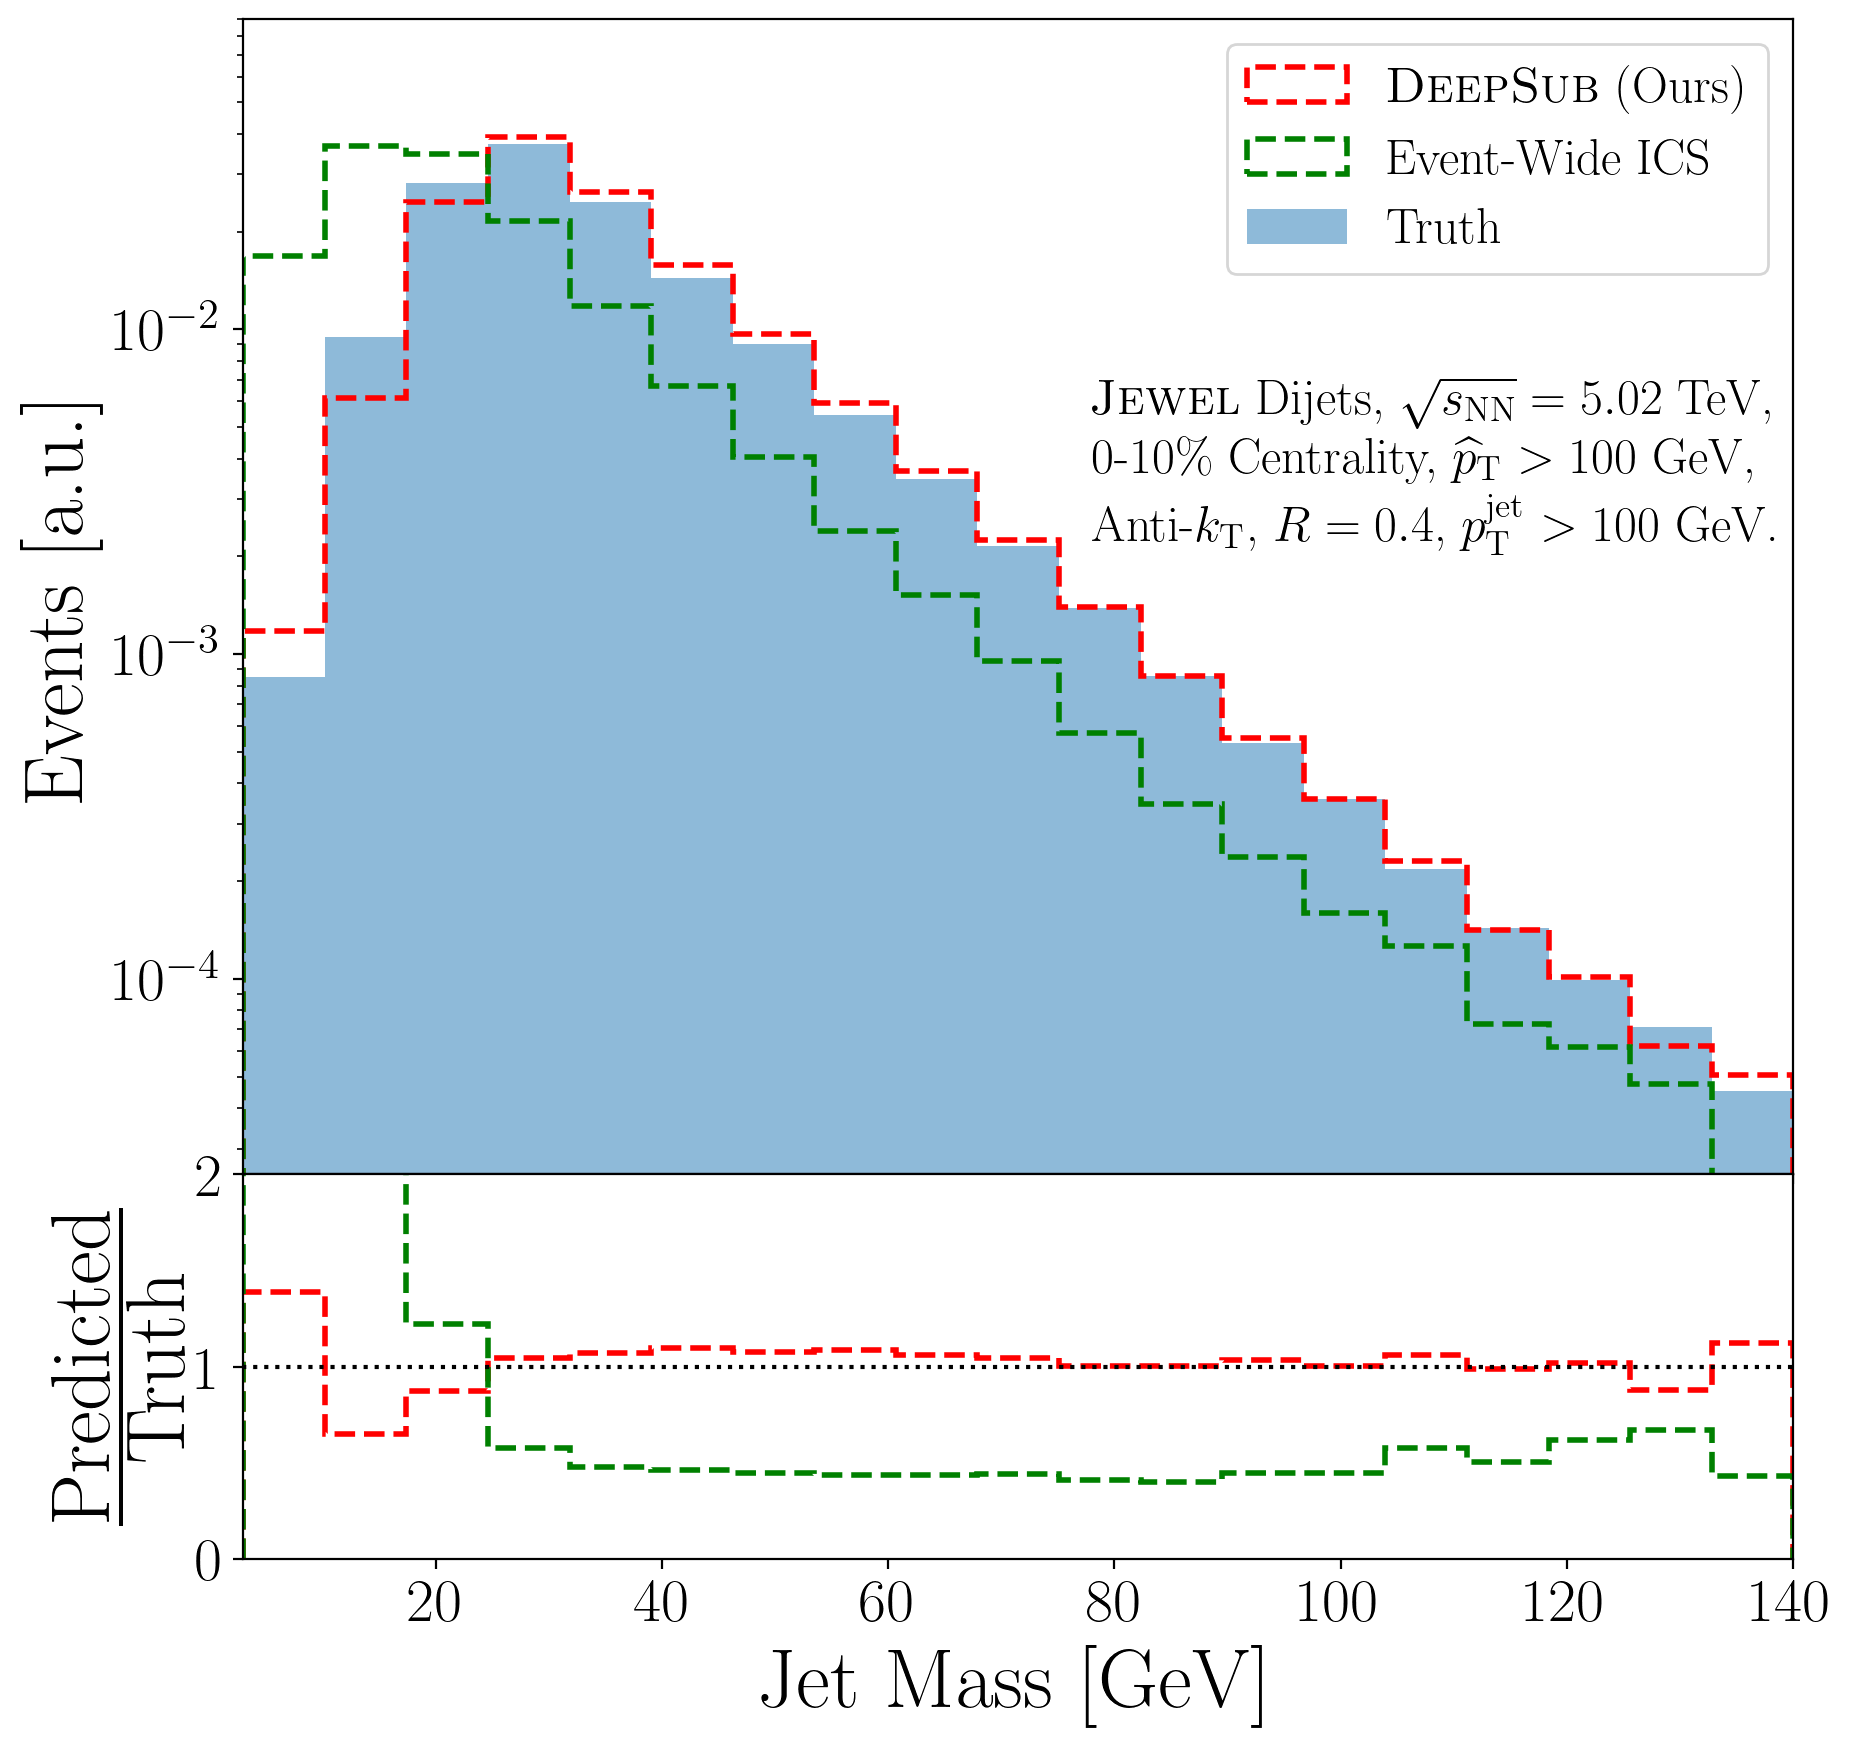 DeepSub (Ours)
Event-Wide ICS
Truth
Jewel Dijets, √s_NN = 5.02 TeV,
0-10% Centrality, p̂_T > 100 GeV,
Anti-k_T, R = 0.4, p_T^jet > 100 GeV.
Events [a.u.]
10^−2
10^−3
10^−4
Predicted
Truth
2
1
0
20 40 60 80 100 120 140
Jet Mass [GeV]